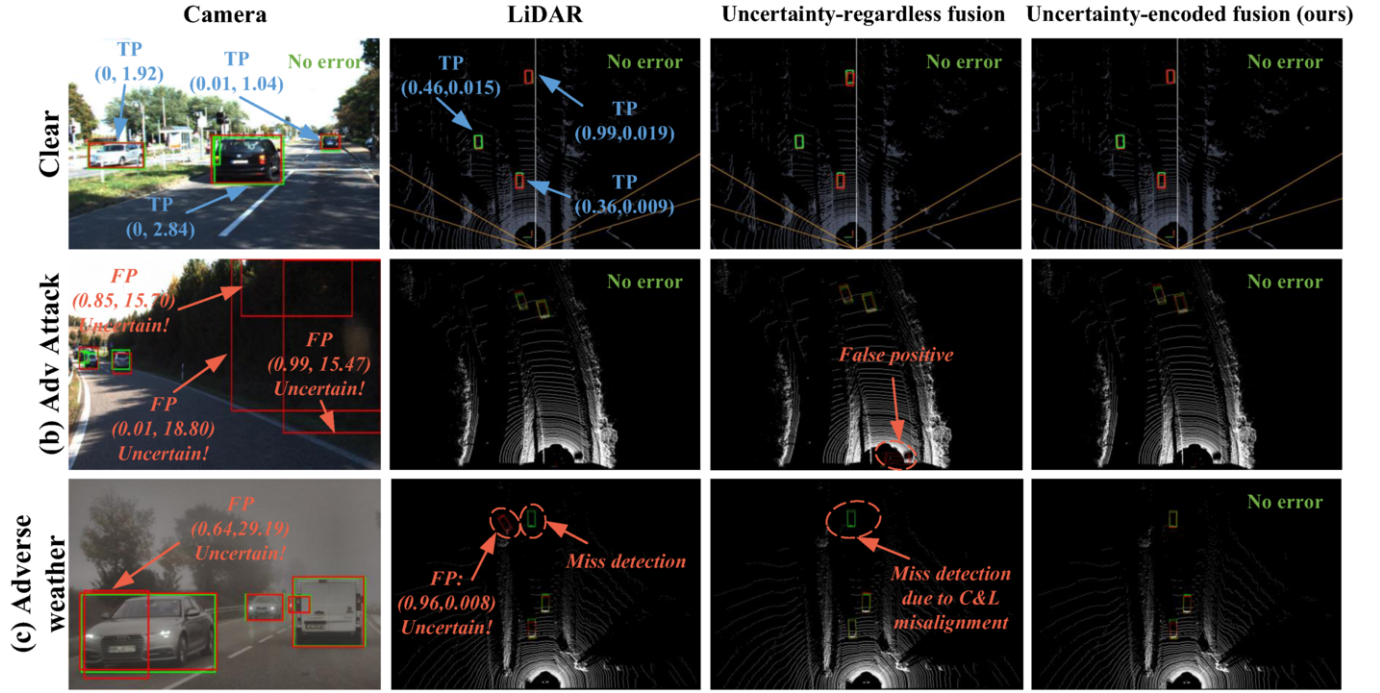 Camera
LiDAR
Uncertainty-regardless fusion
Uncertainty-encoded fusion (ours)
Clear
TP
(0, 1.92)
TP
(0.01, 1.04)
No error
TP
(0, 2.84)
TP
(0.46,0.015)
No error
TP
(0.99,0.019)
TP
(0.36,0.009)
No error
No error
(b) Adv Attack
FP
(0.85, 15.70)
Uncertain!
FP
(0.99, 15.47)
Uncertain!
FP
(0.01, 18.80)
Uncertain!
No error
False positive
No error
(c) Adverse
weather
FP
(0.64,29.19)
Uncertain!
Miss detection
FP:
(0.96,0.008)
Uncertain!
Miss detection
due to C&L
misalignment
No error